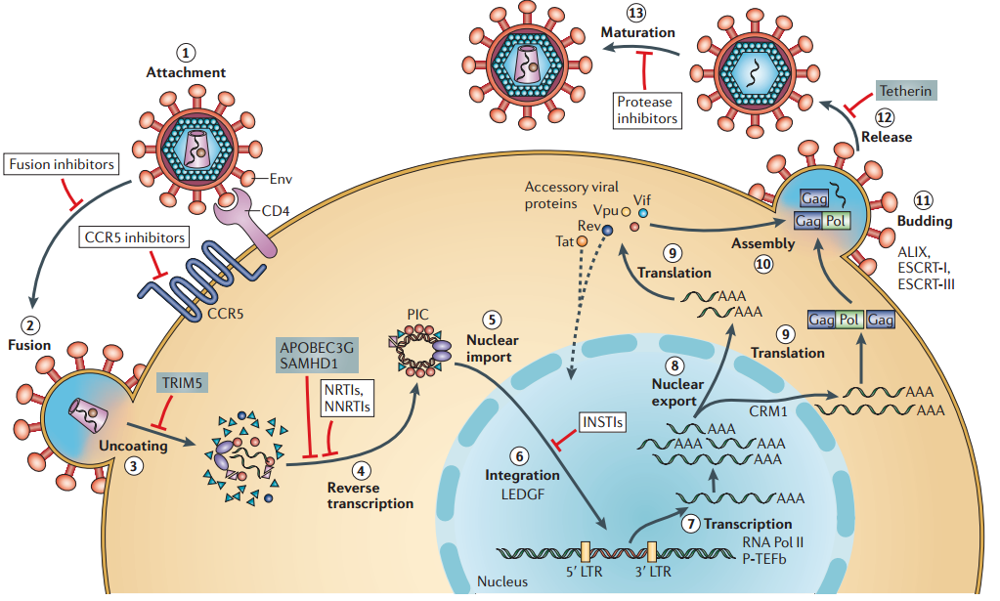 1
Attachment
Fusion inhibitors
Env
CD4
CCR5 inhibitors
CCR5
2
Fusion
TRIM5
Uncoating
3
APOBEC3G
SAMHD1
NRTIs,
NNRTIs
4
Reverse
transcription
PIC
5
Nuclear
import
INSTIs
6
Integration
LEDGF
5′ LTR
3′ LTR
Nucleus
7
Transcription
RNA Pol II
P-TEFb
AAA
AAA
AAA
AAA
AAA
8
Nuclear
export
CRM1
AAA
AAA
9
Translation
AAA
AAA
9
Translation
Gag Pol Gag
Accessory viral
proteins
Vpu
Vif
Rev
Tat
Assembly
10
Gag
Gag Pol
11
Budding
ALIX,
ESCRT-I,
ESCRT-III
Tetherin
12
Release
13
Maturation
Protease
inhibitors